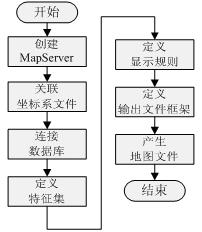 开始
创建
MapServer
关联
坐标系文件
连接
数据库
定义
特征集
定义
显示规则
定义
输出文件框架
产生
地图文件
结束